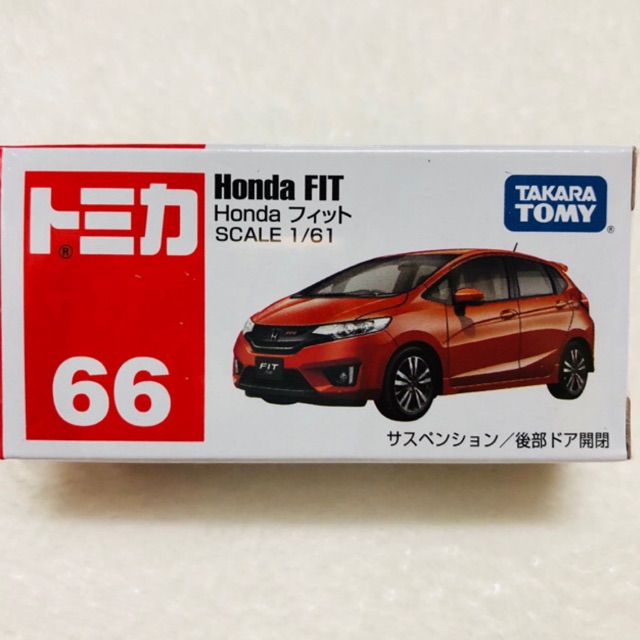 トミカ
®
66
Honda FIT
Honda フィット
SCALE 1/61
TAKARA
TOMY
®
FIT
サスペンション／後部ドア開閉